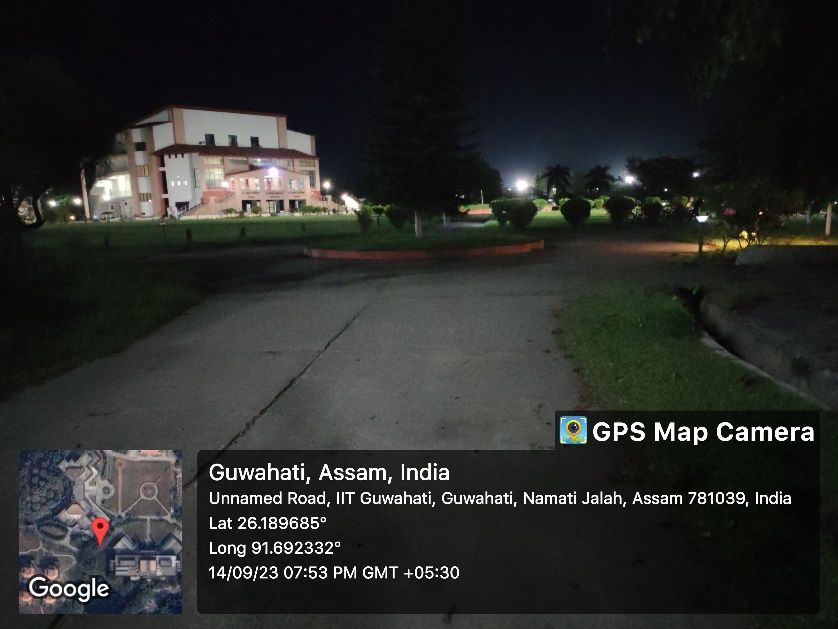 GPS Map Camera
Guwahati, Assam, India
Unnamed Road, IIT Guwahati, Guwahati, Namati Jalah, Assam 781039, India
Lat 26.189685°
Long 91.692332°
14/09/23 07:53 PM GMT +05:30
Google